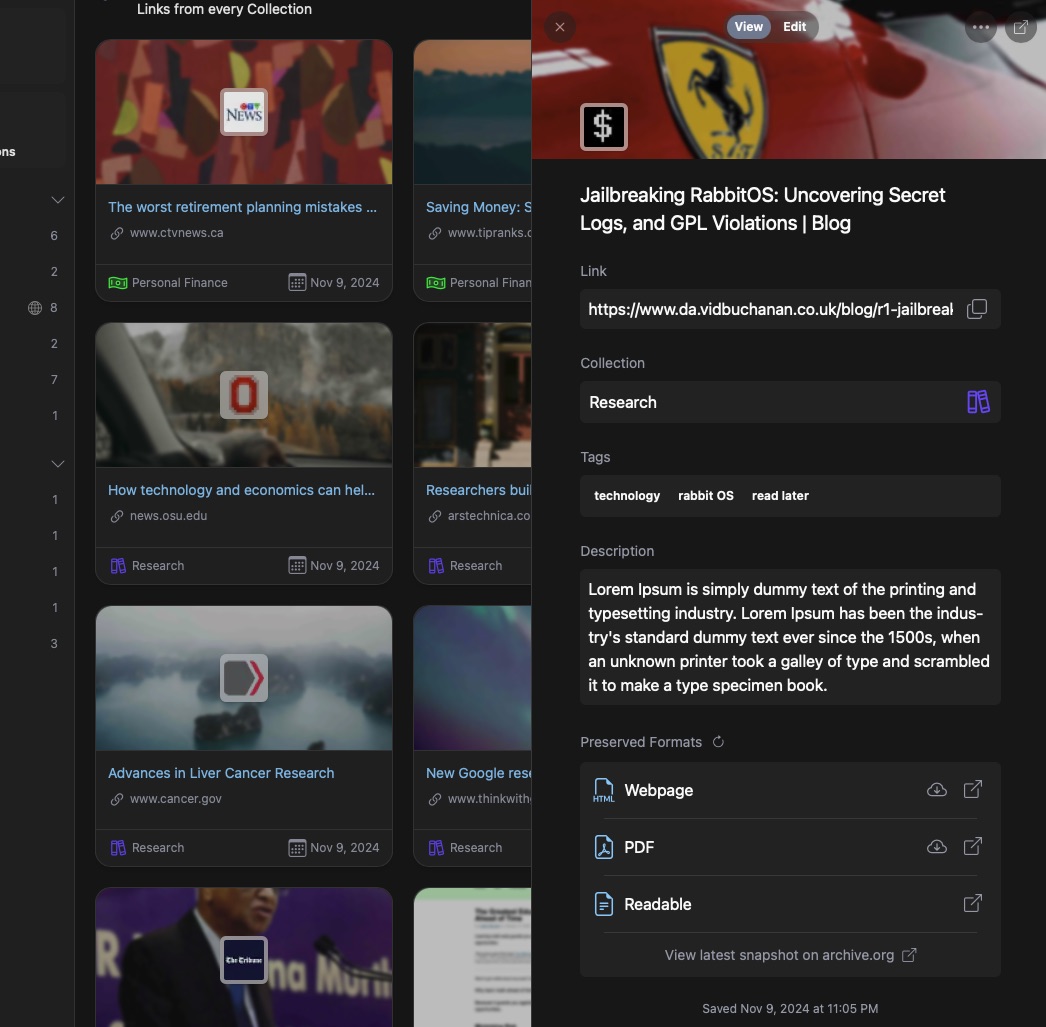 Links from every Collection
ons
6
2
8
2
7
1
1
1
1
1
3
NEWS
The worst retirement planning mistakes ...
www.ctvnews.ca
Personal Finance
Nov 9, 2024
Saving Money: S
www.tipranks.c
Personal Finan
How technology and economics can hel...
news.osu.edu
Research
Nov 9, 2024
Researchers buil
arstechnica.co
Research
Advances in Liver Cancer Research
www.cancer.gov
Research
Nov 9, 2024
New Google rese
www.thinkwith
Research
The Tribune
The Greatest Edu
Ahead of Time
View
Edit
$
Jailbreaking RabbitOS: Uncovering Secret
Logs, and GPL Violations | Blog
Link
https://www.da.vidbuchanan.co.uk/blog/r1-jailbreal
Collection
Research
Tags
technology
rabbit OS
read later
Description
Lorem Ipsum is simply dummy text of the printing and
typesetting industry. Lorem Ipsum has been the indus-
try's standard dummy text ever since the 1500s, when
an unknown printer took a galley of type and scrambled
it to make a type specimen book.
Preserved Formats
HTML
Webpage
PDF
Readable
View latest snapshot on archive.org
Saved Nov 9, 2024 at 11:05 PM